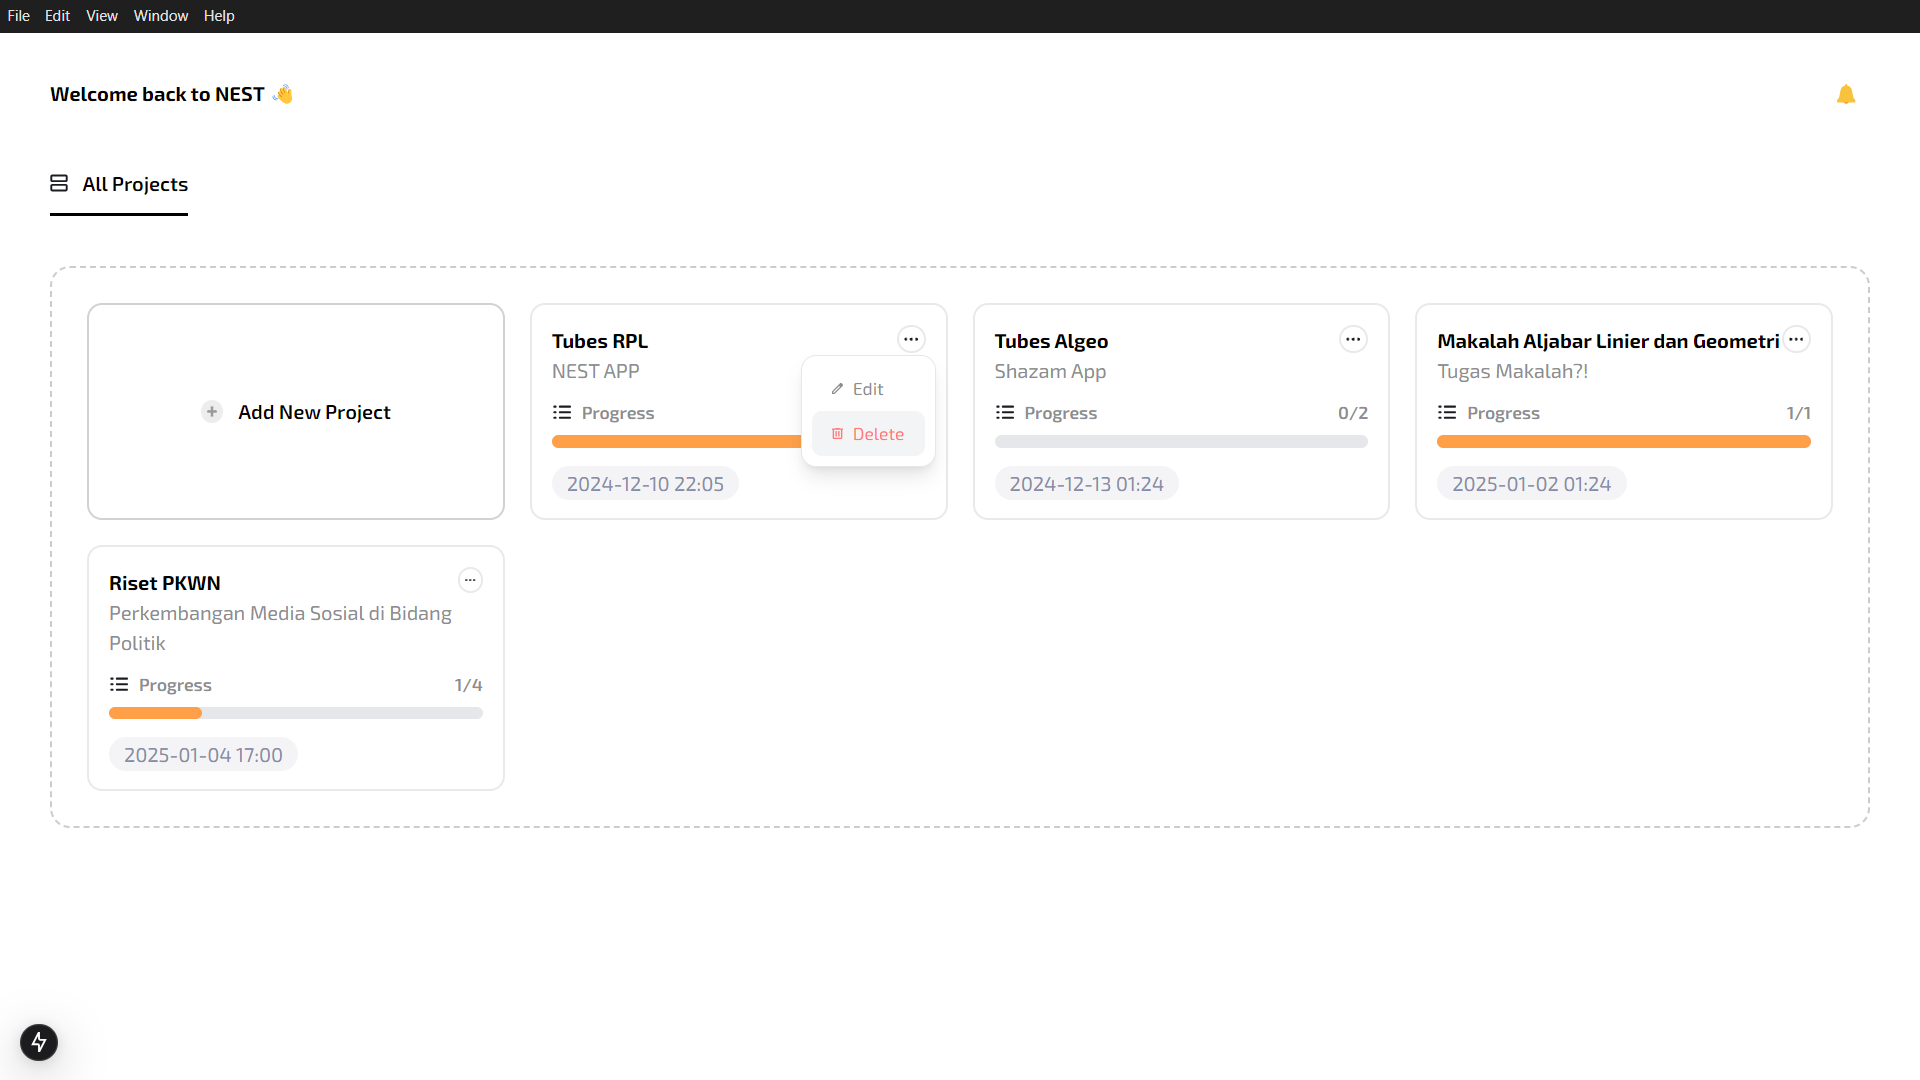 File Edit View Window Help
Welcome back to NEST 👋
All Projects
Add New Project
Tubes RPL
NEST APP
Progress
2024-12-10 22:05
Edit
Delete
Tubes Algeo
Shazam App
Progress 0/2
2024-12-13 01:24
Makalah Aljabar Linier dan Geometri
Tugas Makalah?!
Progress 1/1
2025-01-02 01:24
Riset PKWN
Perkembangan Media Sosial di Bidang
Politik
Progress 1/4
2025-01-04 17:00